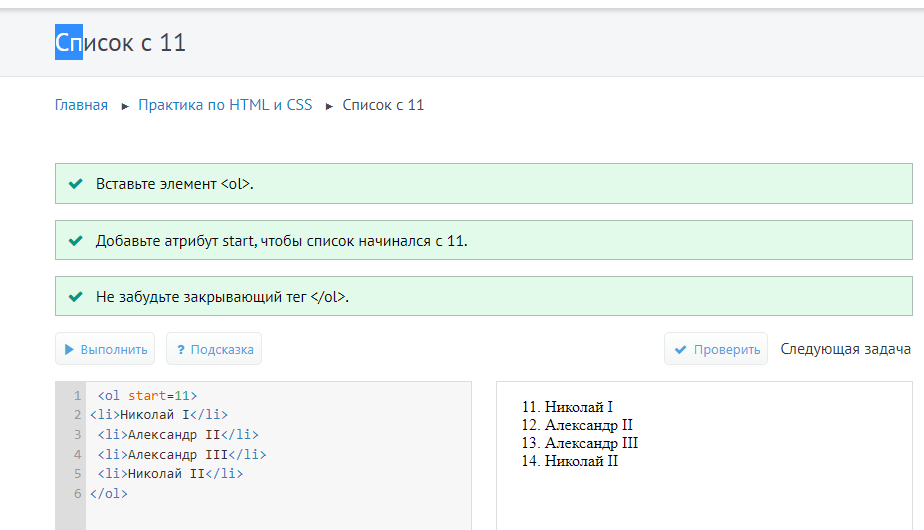 Список с 11
Главная ▸ Практика по HTML и CSS ▸ Список с 11
Вставьте элемент <ol>.
Добавьте атрибут start, чтобы список начинался с 11.
Не забудьте закрывающий тег </ol>.
Выполнить ? Подсказка Проверить Следующая задача
1 <ol start=11>
2 <li>Николай I</li>
3 <li>Александр II</li>
4 <li>Александр III</li>
5 <li>Николай II</li>
6 </ol>
11. Николай I
12. Александр II
13. Александр III
14. Николай II